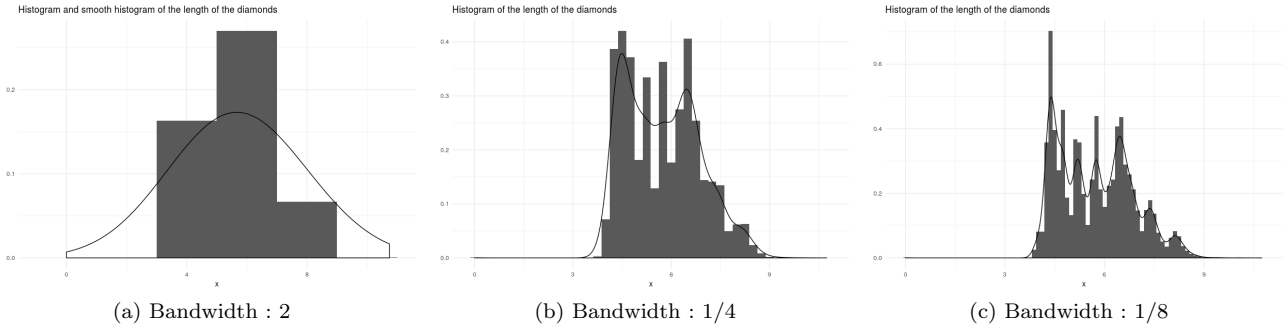 Histogram and smooth histogram of the length of the diamonds
0.2
0.1
0.0
0
4
8
x
(a) Bandwidth : 2
Histogram of the length of the diamonds
0.4
0.3
0.2
0.1
0.0
0
3
6
9
x
(b) Bandwidth : 1/4
Histogram of the length of the diamonds
0.6
0.4
0.2
0.0
0
3
6
9
x
(c) Bandwidth : 1/8